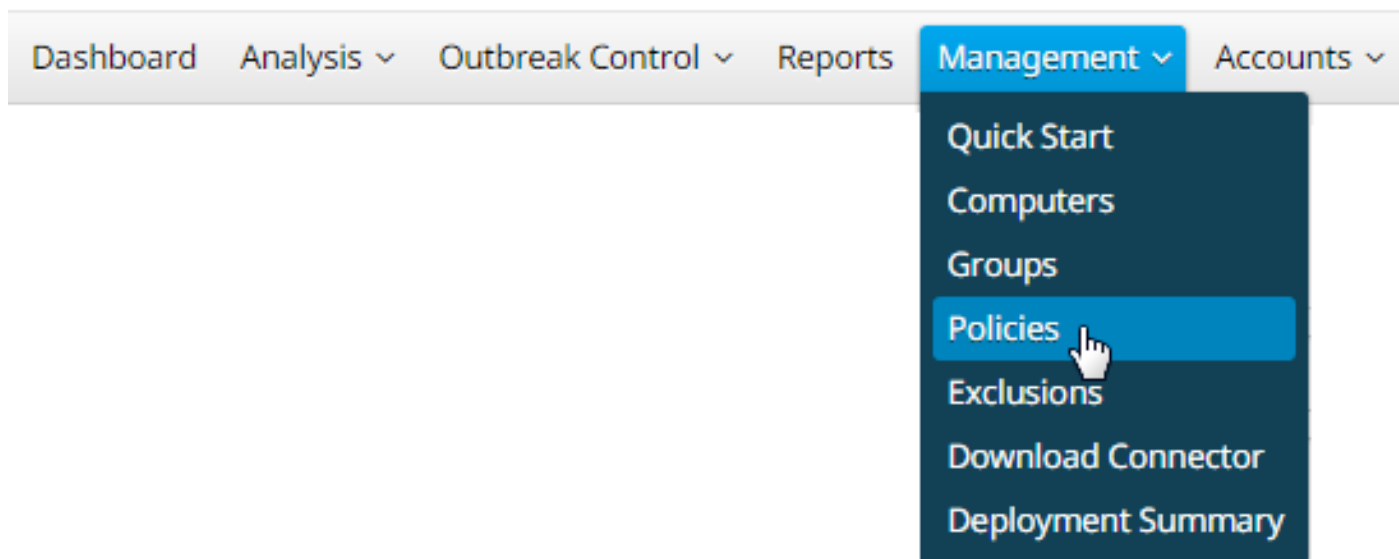 Dashboard Analysis Outbreak Control Reports Management Accounts
Quick Start
Computers
Groups
Policies
Exclusions
Download Connector
Deployment Summary